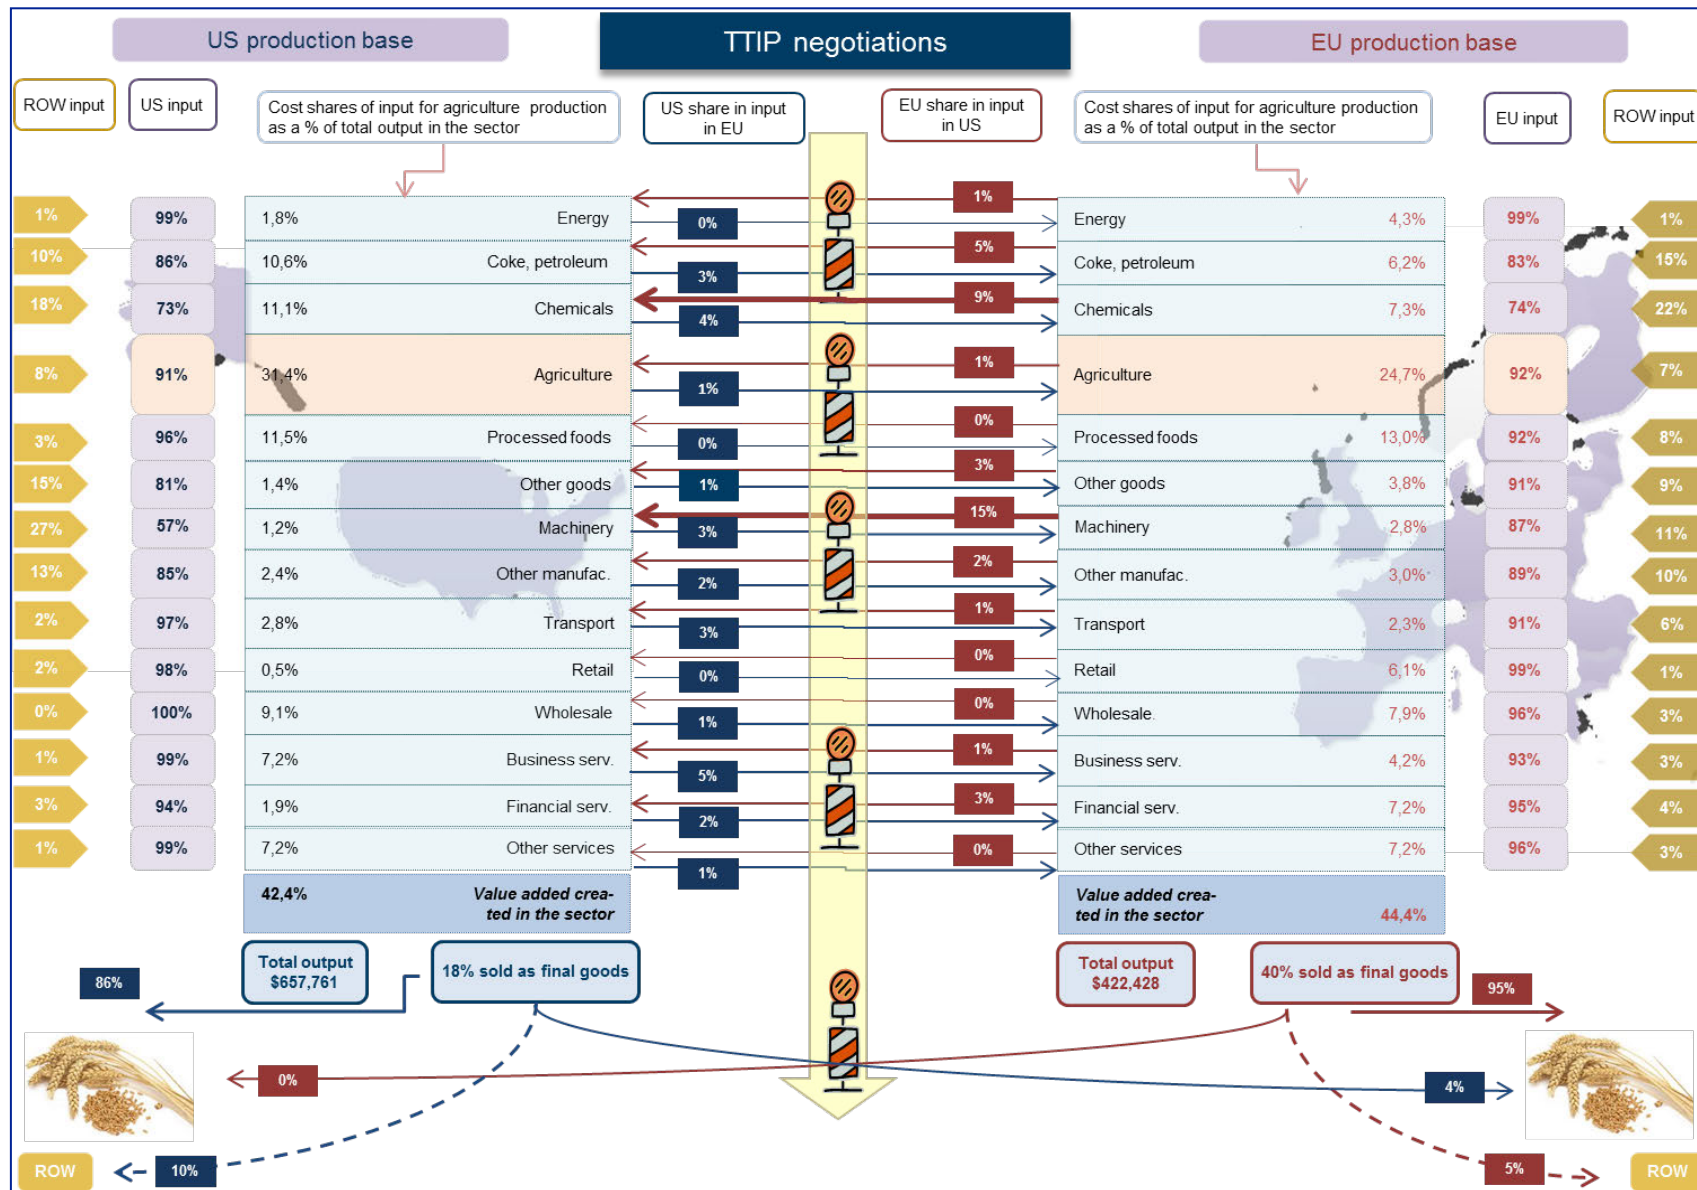 US production base
TTIP negotiations
EU production base
ROW input
US input
Cost shares of input for agriculture production
as a % of total output in the sector
US share in input
in EU
EU share in input
in US
Cost shares of input for agriculture production
as a % of total output in the sector
EU input
ROW input
1% 99% 1,8% Energy 0% 1% Energy 4,3% 99% 1%
10% 86% 10,6% Coke, petroleum 3% 5% Coke, petroleum 6,2% 83% 15%
18% 73% 11,1% Chemicals 4% 9% Chemicals 7,3% 74% 22%
8% 91% 31,4% Agriculture 1% 1% Agriculture 24,7% 92% 7%
3% 96% 11,5% Processed foods 0% 0% Processed foods 13,0% 92% 8%
15% 81% 1,4% Other goods 1% 3% Other goods 3,8% 91% 9%
27% 57% 1,2% Machinery 3% 15% Machinery 2,8% 87% 11%
13% 85% 2,4% Other manufac. 2% 2% Other manufac. 3,0% 89% 10%
2% 97% 2,8% Transport 3% 1% Transport 2,3% 91% 6%
2% 98% 0,5% Retail 0% 0% Retail 6,1% 99% 1%
0% 100% 9,1% Wholesale 1% 0% Wholesale 7,9% 96% 3%
1% 99% 7,2% Business serv. 5% 1% Business serv. 4,2% 93% 3%
3% 94% 1,9% Financial serv. 2% 3% Financial serv. 7,2% 95% 4%
1% 99% 7,2% Other services 1% 0% Other services 7,2% 96% 3%
42,4% Value added crea-
ted in the sector
Value added crea-
ted in the sector 44,4%
Total output
$657,761
18% sold as final goods
Total output
$422,428
40% sold as final goods
86%
95%
0%
4%
ROW
10%
5%
ROW